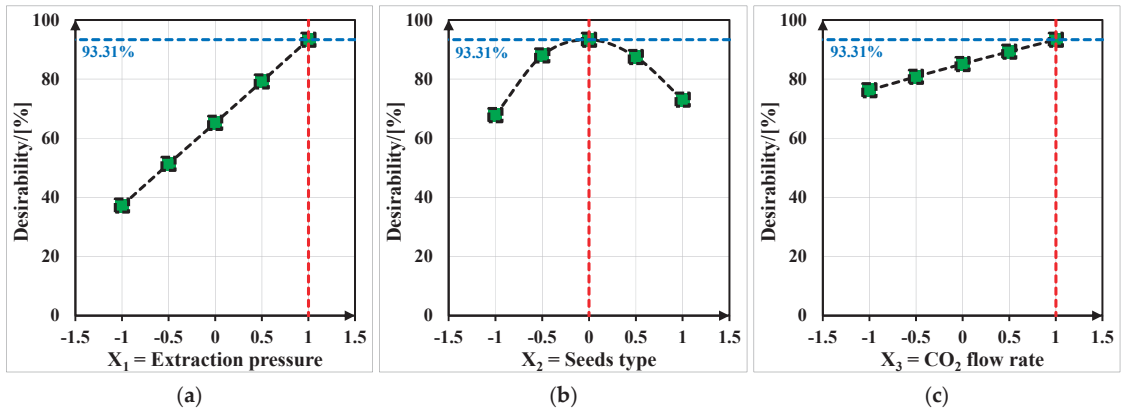 100
80
60
40
20
0
Desirability/[%]
93.31%
-1.5 -1 -0.5 0 0.5 1 1.5
X₁ = Extraction pressure
(a)
100
80
60
40
20
0
Desirability/[%]
93.31%
-1.5 -1 -0.5 0 0.5 1 1.5
X₂ = Seeds type
(b)
100
80
60
40
20
0
Desirability/[%]
93.31%
-1.5 -1 -0.5 0 0.5 1 1.5
X₃ = CO₂ flow rate
(c)